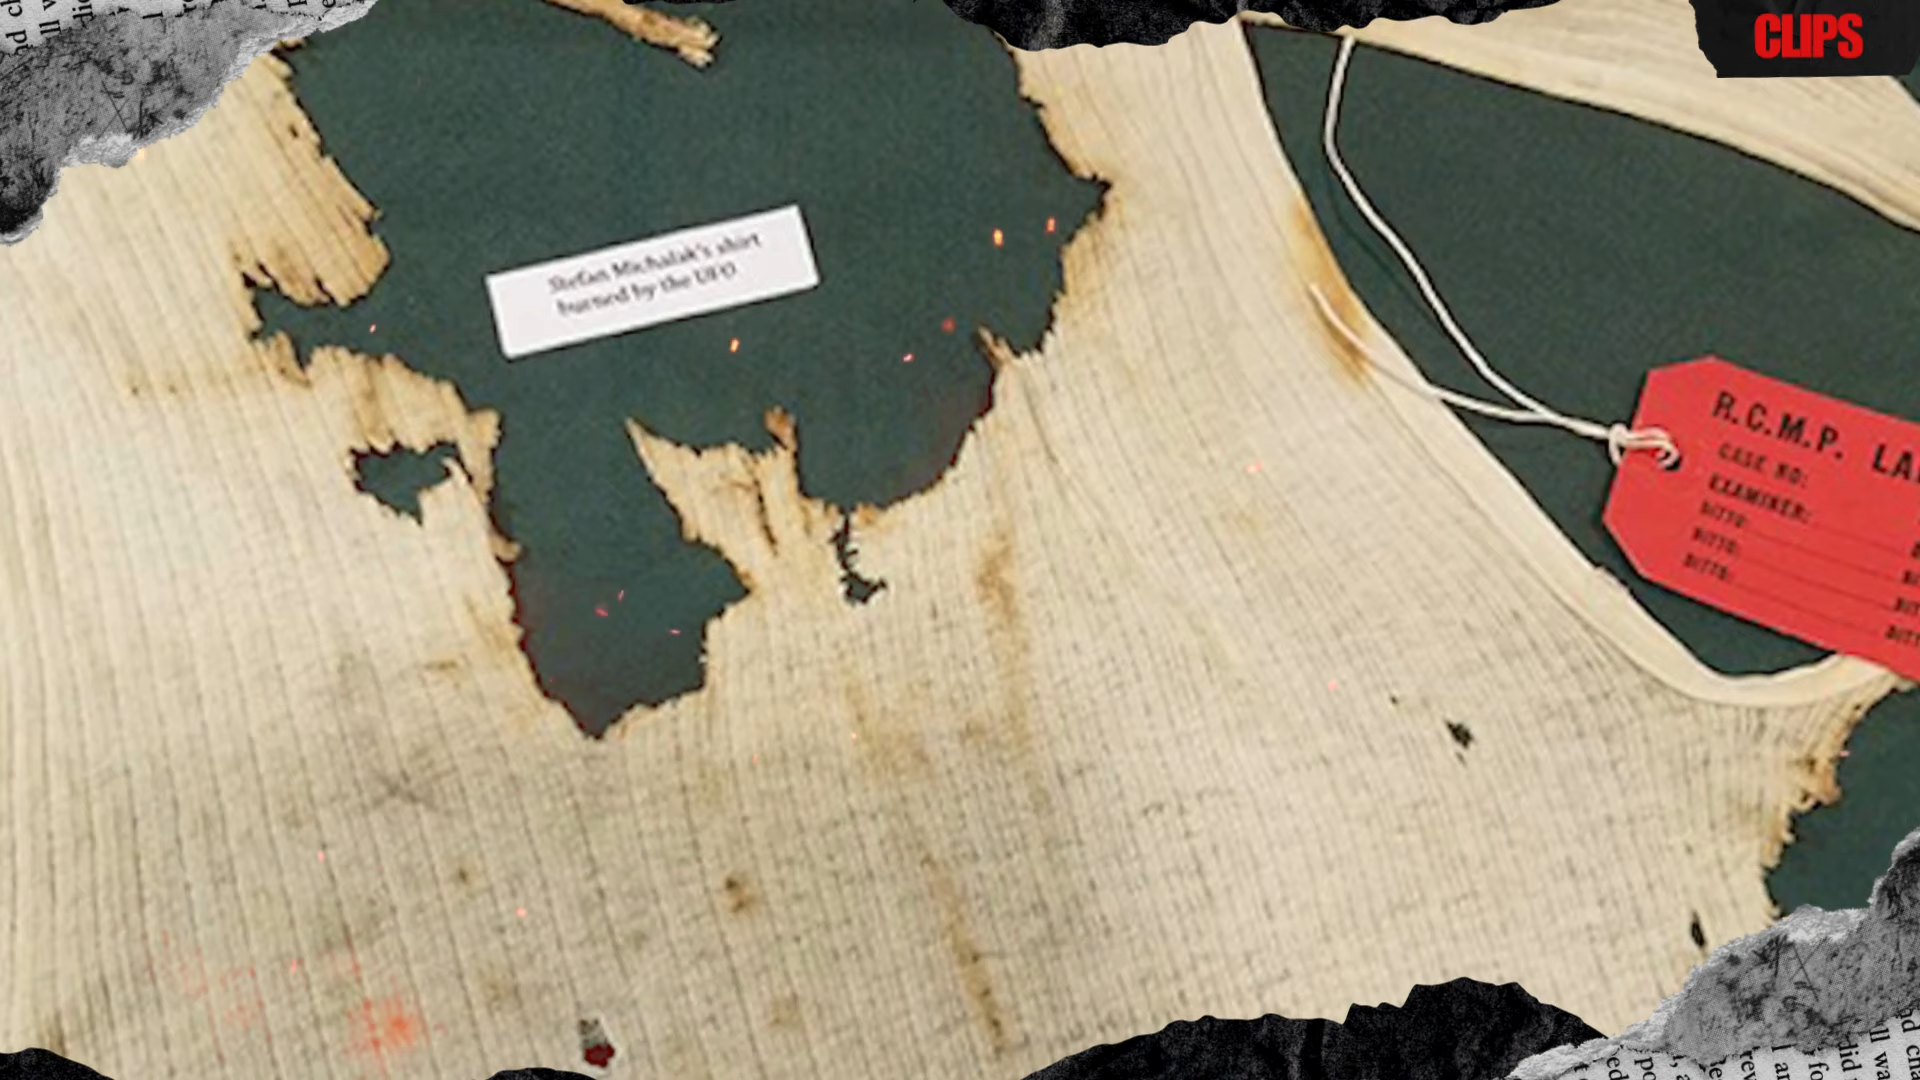 CLIPS
Stefan Michalak's shirt
burned by the UFO
R.C.M.P. LA
CASE NO:
EXAMINER:
DITTO:
DITTO:
DITTO: